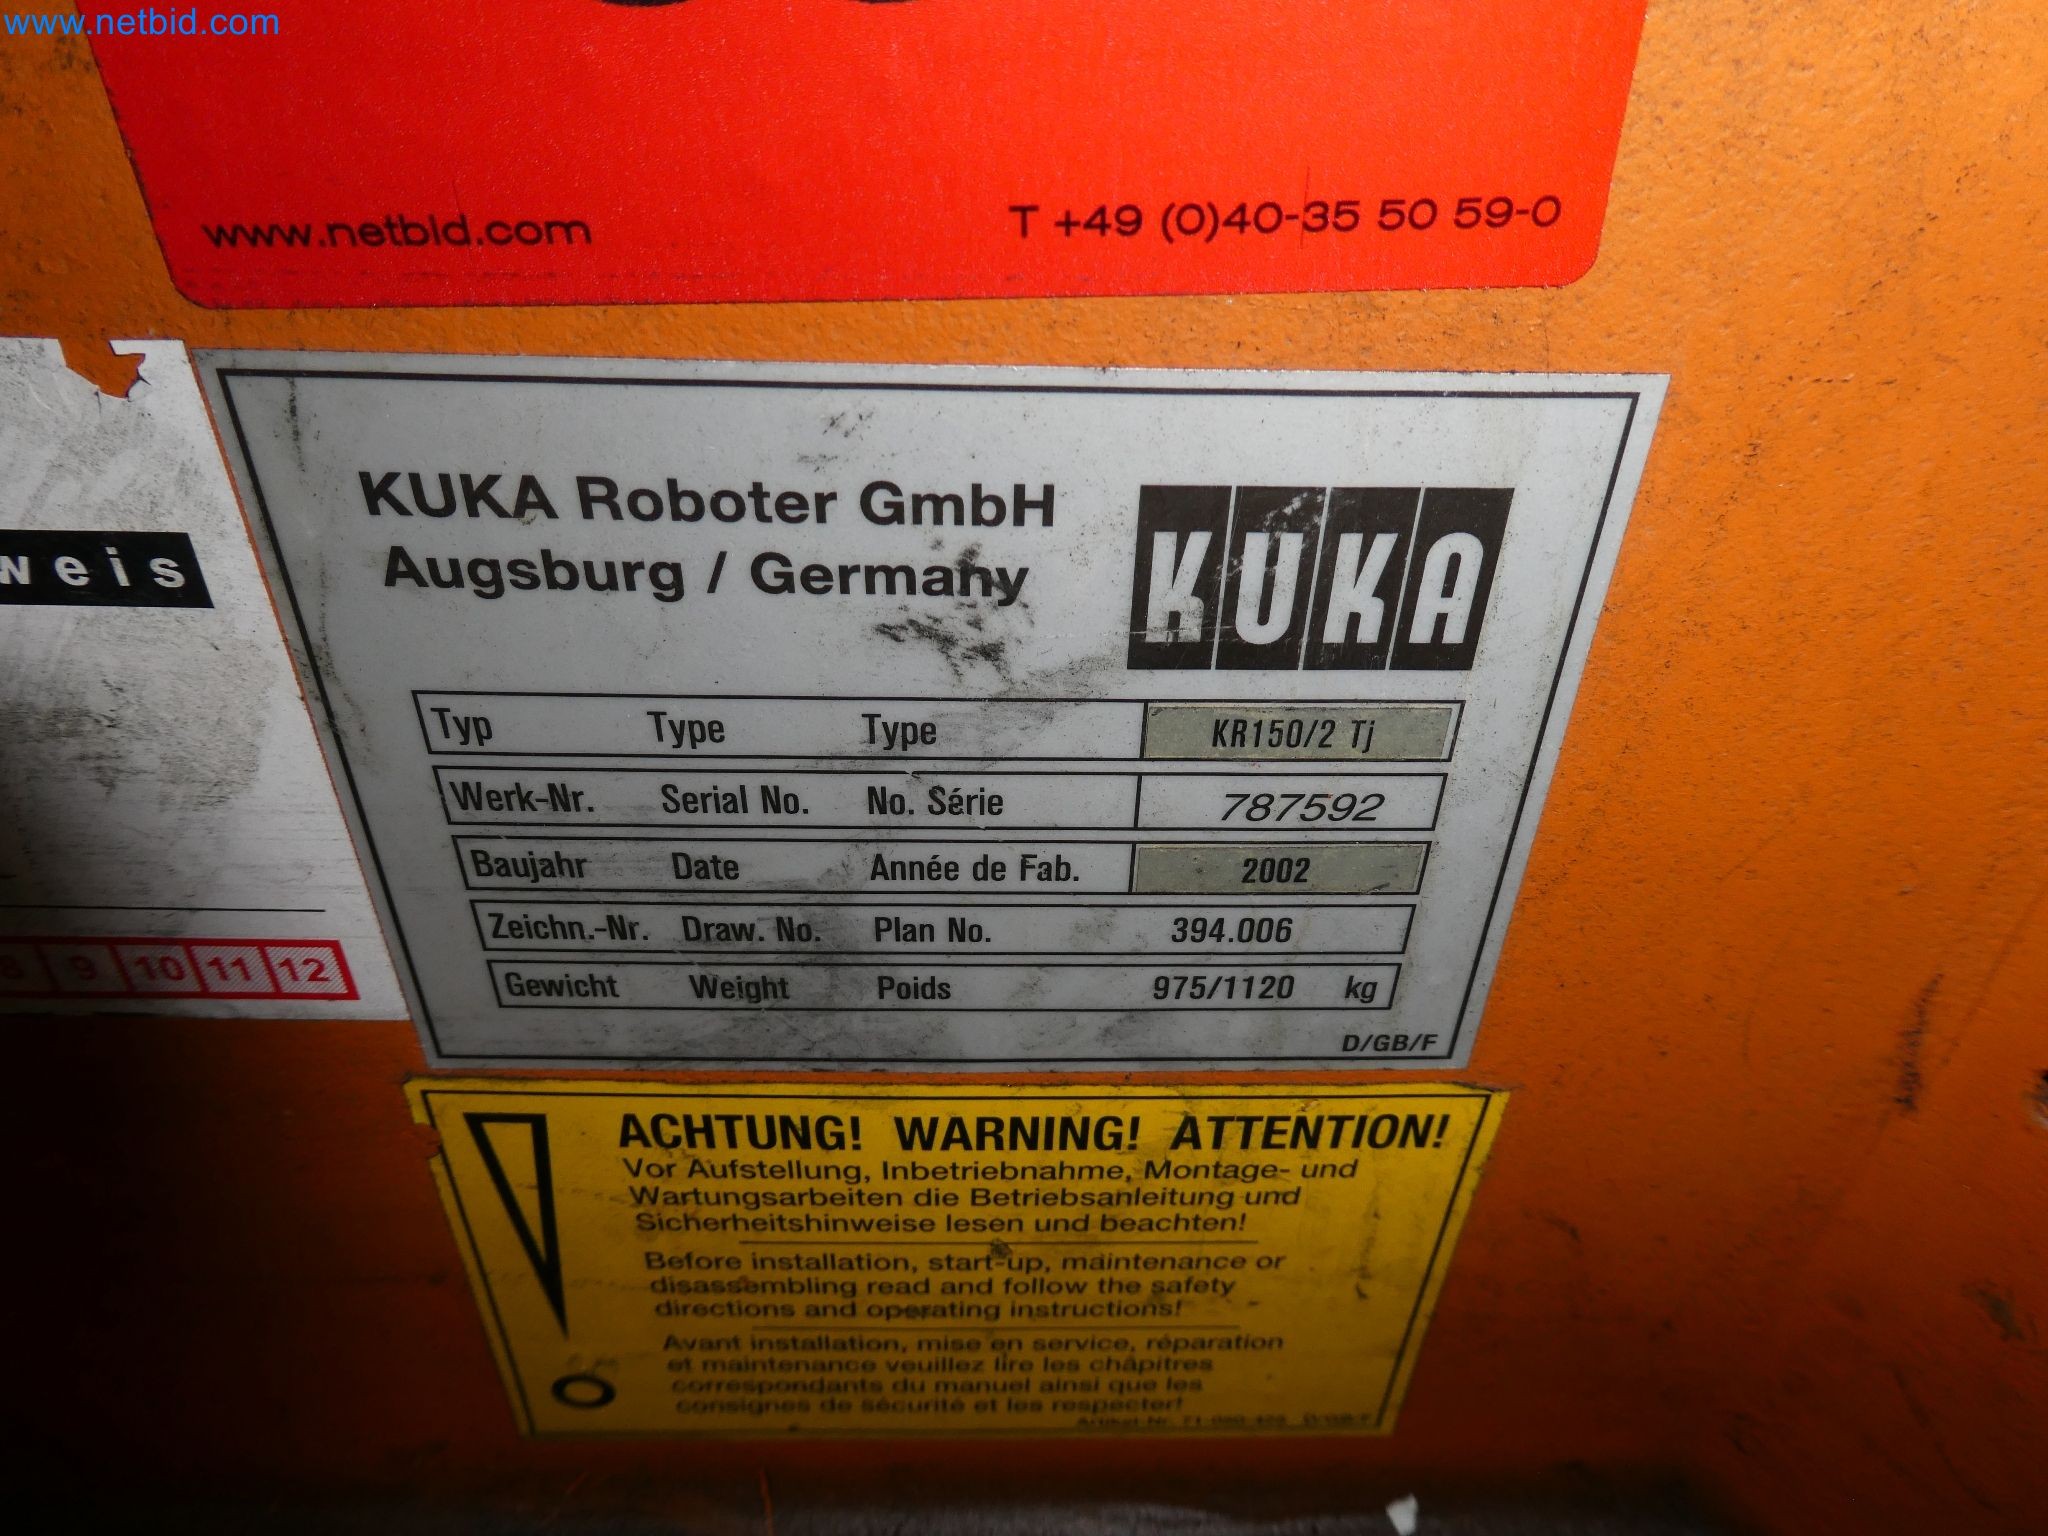 www.netbid.com
www.netbid.com
T +49 (0)40-35 50 59-0
weis
8 9 10 11 12
KUKA Roboter GmbH
Augsburg / Germany
KUKA
Typ Type Type KR150/2 Tj
Werk-Nr. Serial No. No. Série 787592
Baujahr Date Année de Fab. 2002
Zeichn.-Nr. Draw. No. Plan No. 394.006
Gewicht Weight Poids 975/1120 kg
D/GB/F
ACHTUNG! WARNING! ATTENTION!
Vor Aufstellung, Inbetriebnahme, Montage- und
Wartungsarbeiten die Betriebsanleitung und
Sicherheitshinweise lesen und beachten!
Before installation, start-up, maintenance or
disassembling read and follow the safety
directions and operating instructions!
Avant installation, mise en service, réparation
et maintenance veuillez lire les châpitres
correspondants du manuel ainsi que les
consignes de sécurité et les respecter!
Artikel-Nr. D/GB/F